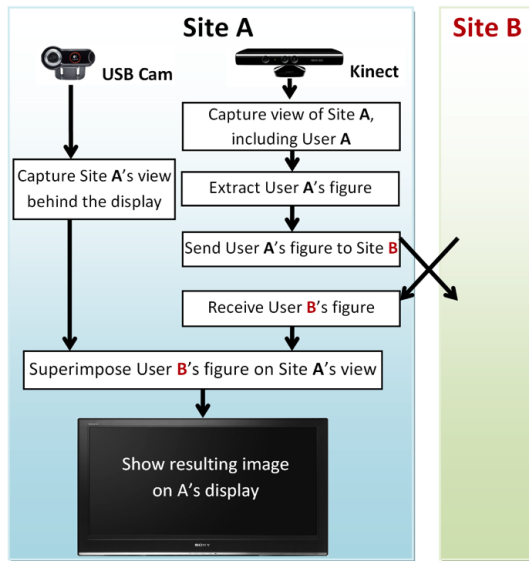 Site A
Site B
USB Cam
Kinect
Capture view of Site A,
including User A
Capture Site A's view
behind the display
Extract User A's figure
Send User A's figure to Site B
Receive User B's figure
Superimpose User B's figure on Site A's view
Show resulting image
on A's display
SONY